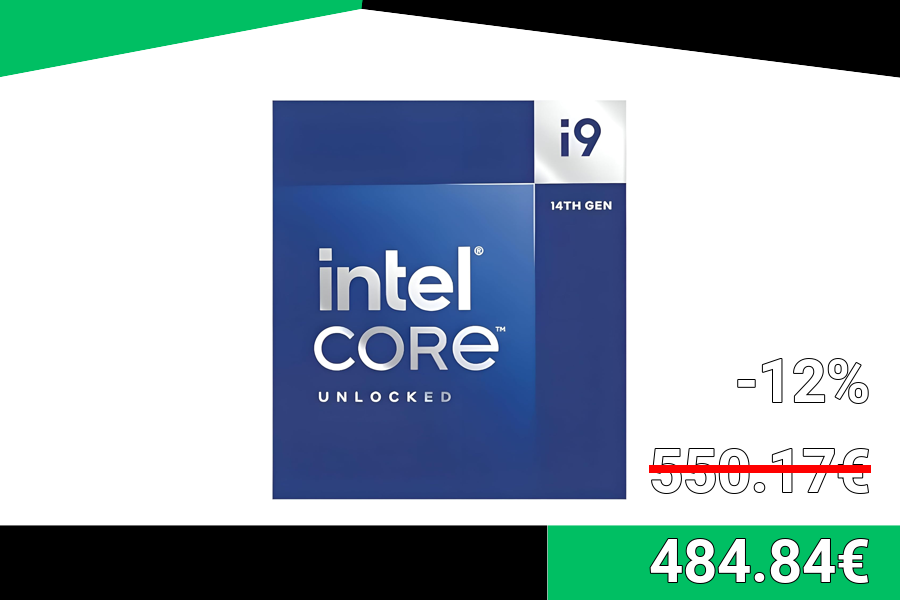 i9
14TH GEN
intel®
CORE™
UNLOCKED
-12%
550.17€
484.84€